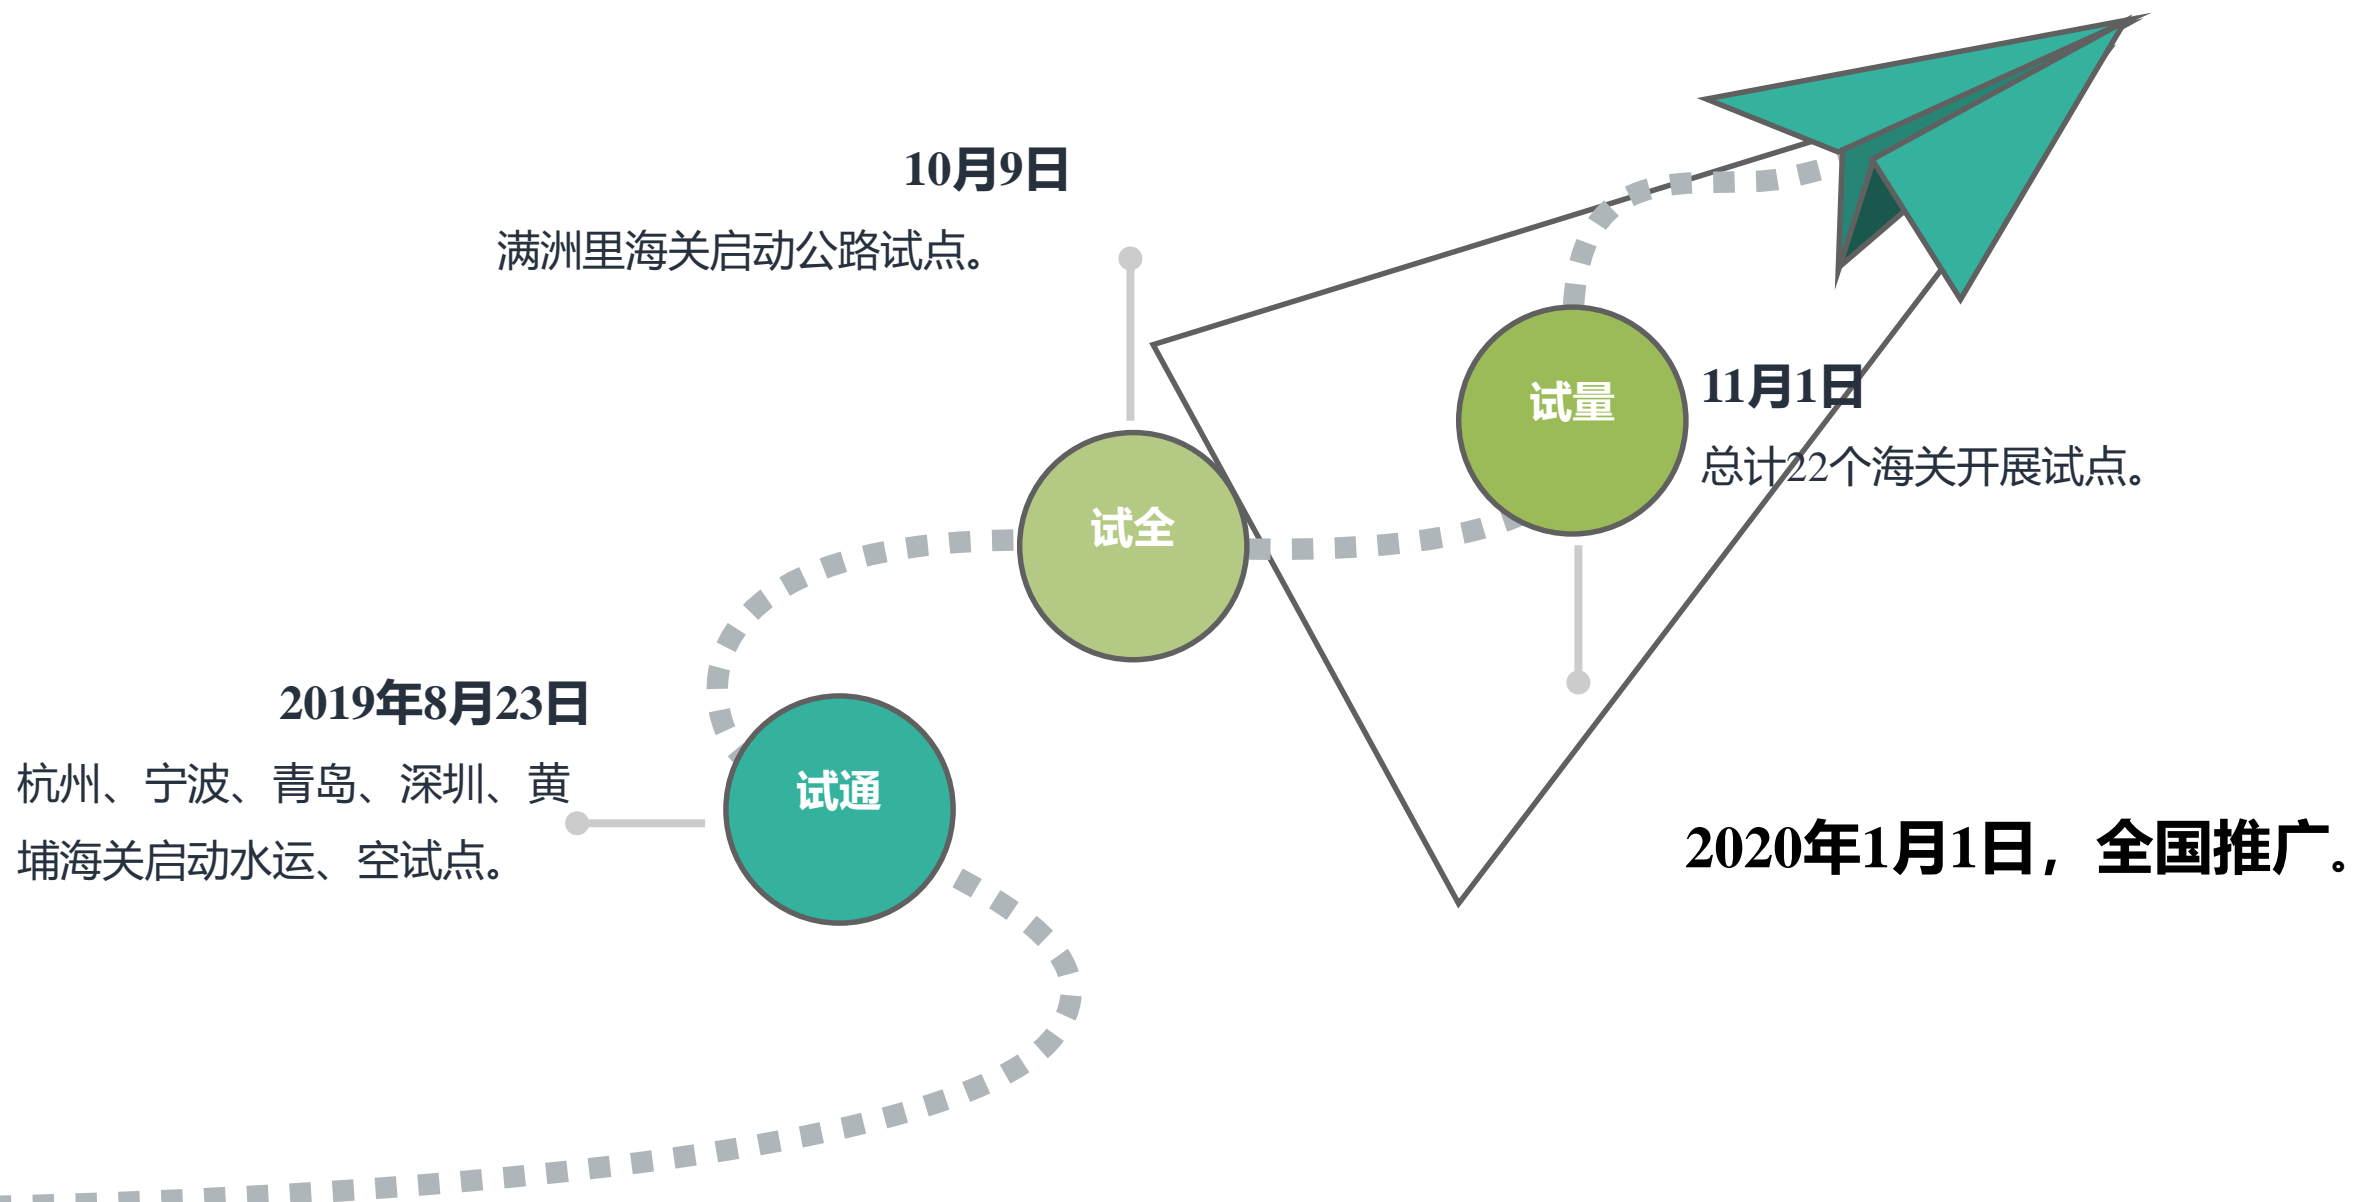 10月9日
满洲里海关启动公路试点。
试全
试量
11月1日
总计22个海关开展试点。
2019年8月23日
杭州、宁波、青岛、深圳、黄
埔海关启动水运、空试点。
试通
2020年1月1日，全国推广。